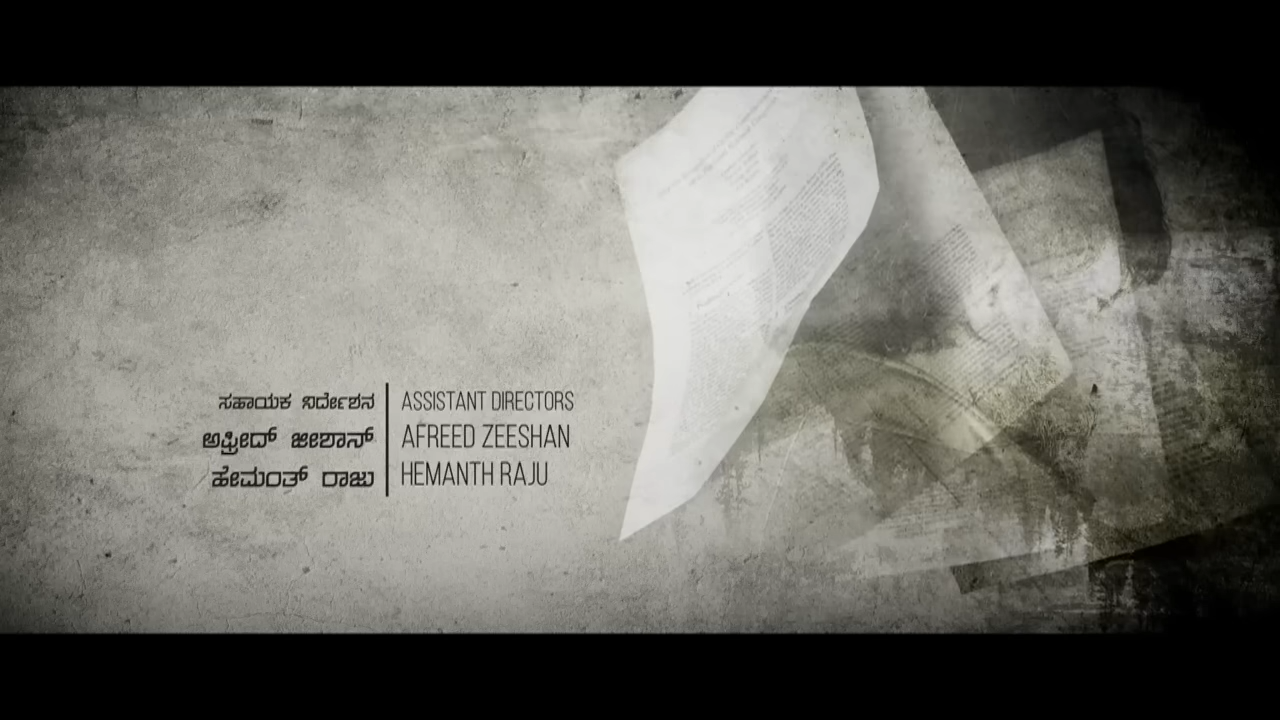 ಸಹಾಯಕ ನಿರ್ದೇಶನ
ಅಫ್ರೀದ್ ಜೀಶಾನ್
ಹೇಮಂತ್ ರಾಜು
ASSISTANT DIRECTORS
AFREED ZEESHAN
HEMANTH RAJU